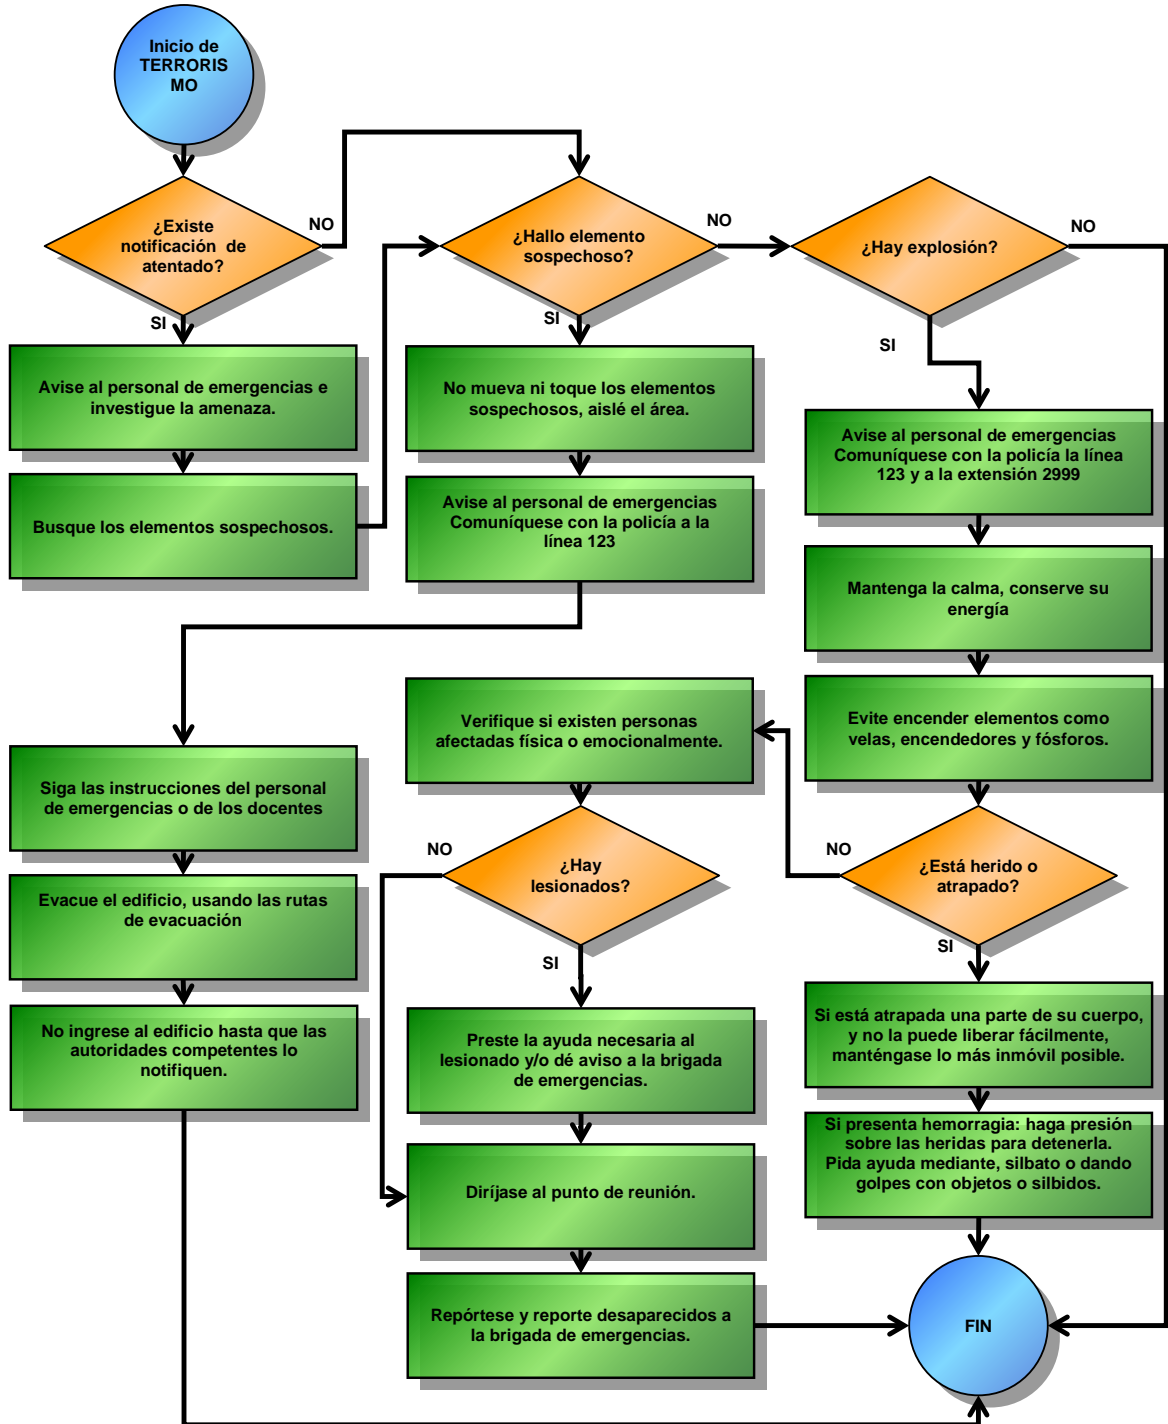 Inicio de
TERRORIS
MO
¿Existe
notificación de
atentado?
NO
SI
Avise al personal de emergencias e
investigue la amenaza.
Busque los elementos sospechosos.
¿Hallo elemento
sospechoso?
NO
SI
No mueva ni toque los elementos
sospechosos, aislé el área.
Avise al personal de emergencias
Comuníquese con la policía a la
línea 123
Siga las instrucciones del personal
de emergencias o de los docentes
Evacue el edificio, usando las rutas
de evacuación
No ingrese al edificio hasta que las
autoridades competentes lo
notifiquen.
¿Hay explosión?
NO
SI
Avise al personal de emergencias
Comuníquese con la policía la línea
123 y a la extensión 2999
Mantenga la calma, conserve su
energía
Evite encender elementos como
velas, encendedores y fósforos.
¿Está herido o
atrapado?
NO
SI
Verifique si existen personas
afectadas física o emocionalmente.
¿Hay
lesionados?
NO
SI
Preste la ayuda necesaria al
lesionado y/o dé aviso a la brigada
de emergencias.
Diríjase al punto de reunión.
Repórtese y reporte desaparecidos a
la brigada de emergencias.
Si está atrapada una parte de su cuerpo,
y no la puede liberar fácilmente,
manténgase lo más inmóvil posible.
Si presenta hemorragia: haga presión
sobre las heridas para detenerla.
Pida ayuda mediante, silbato o dando
golpes con objetos o silbidos.
FIN